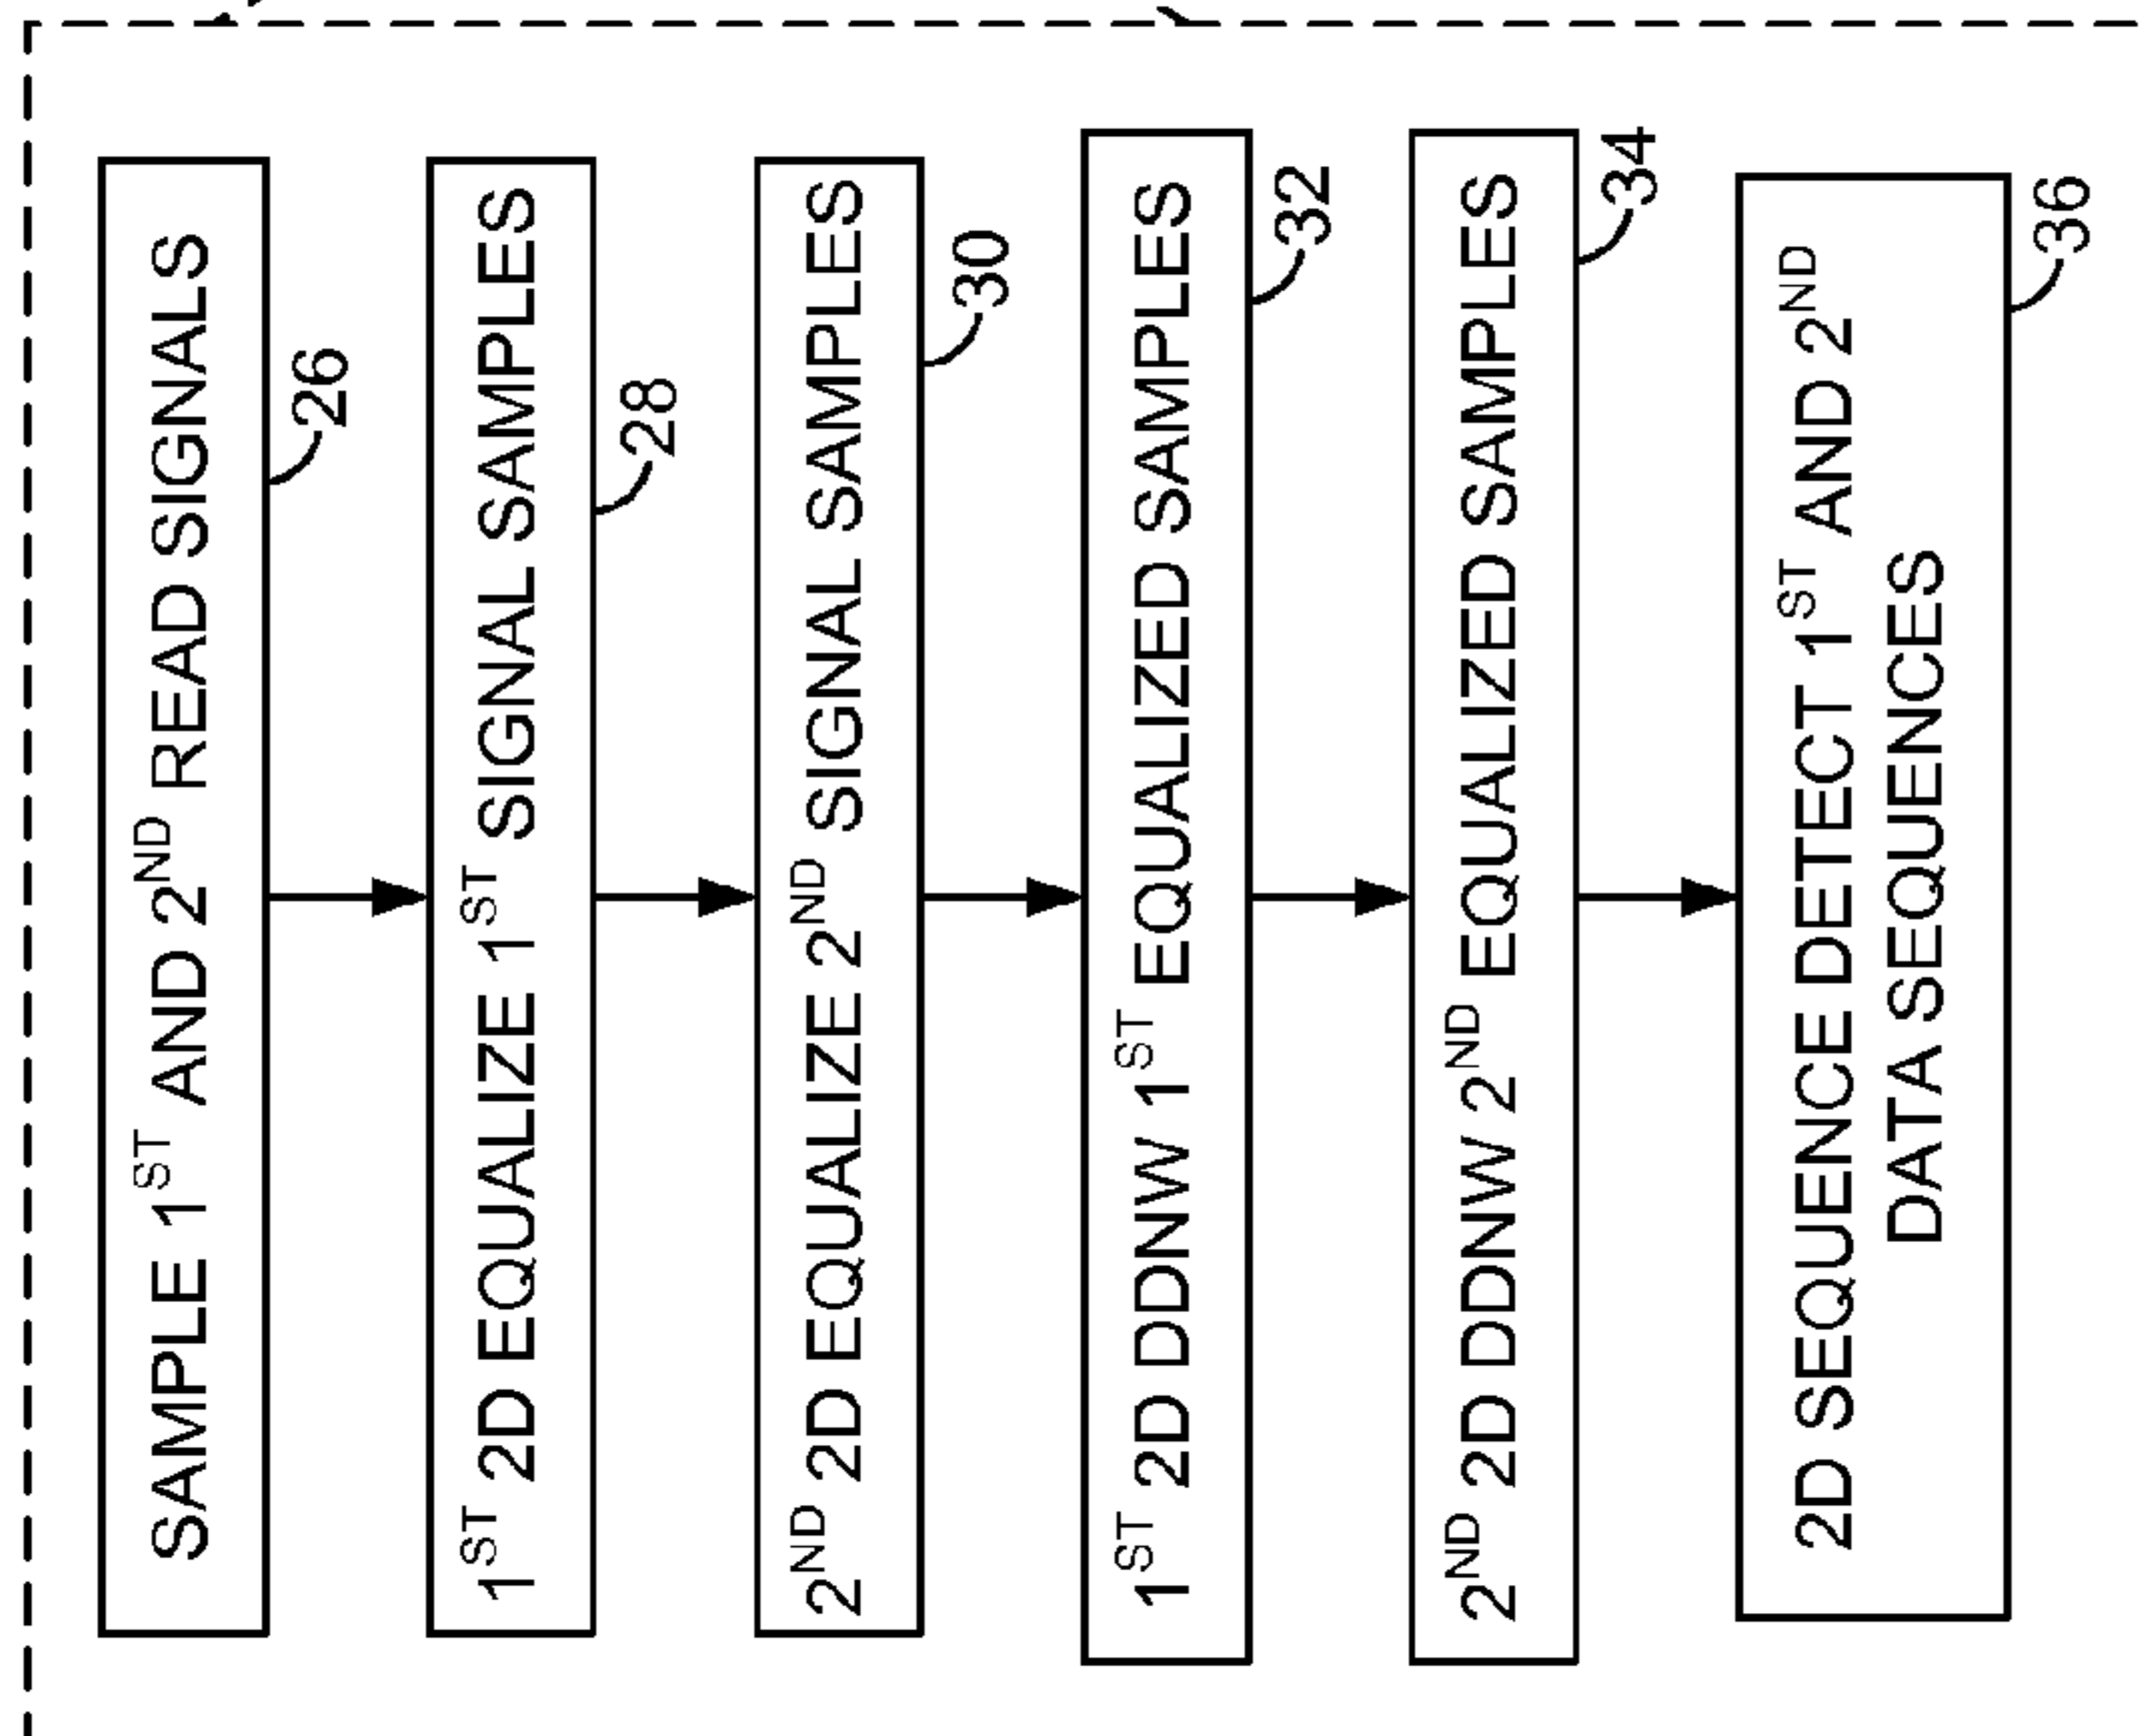 SAMPLE 1ST AND 2ND READ SIGNALS
26
1ST 2D EQUALIZE 1ST SIGNAL SAMPLES
28
2ND 2D EQUALIZE 2ND SIGNAL SAMPLES
30
1ST 2D DDNW 1ST EQUALIZED SAMPLES
32
2ND 2D DDNW 2ND EQUALIZED SAMPLES
34
2D SEQUENCE DETECT 1ST AND 2ND
DATA SEQUENCES
36